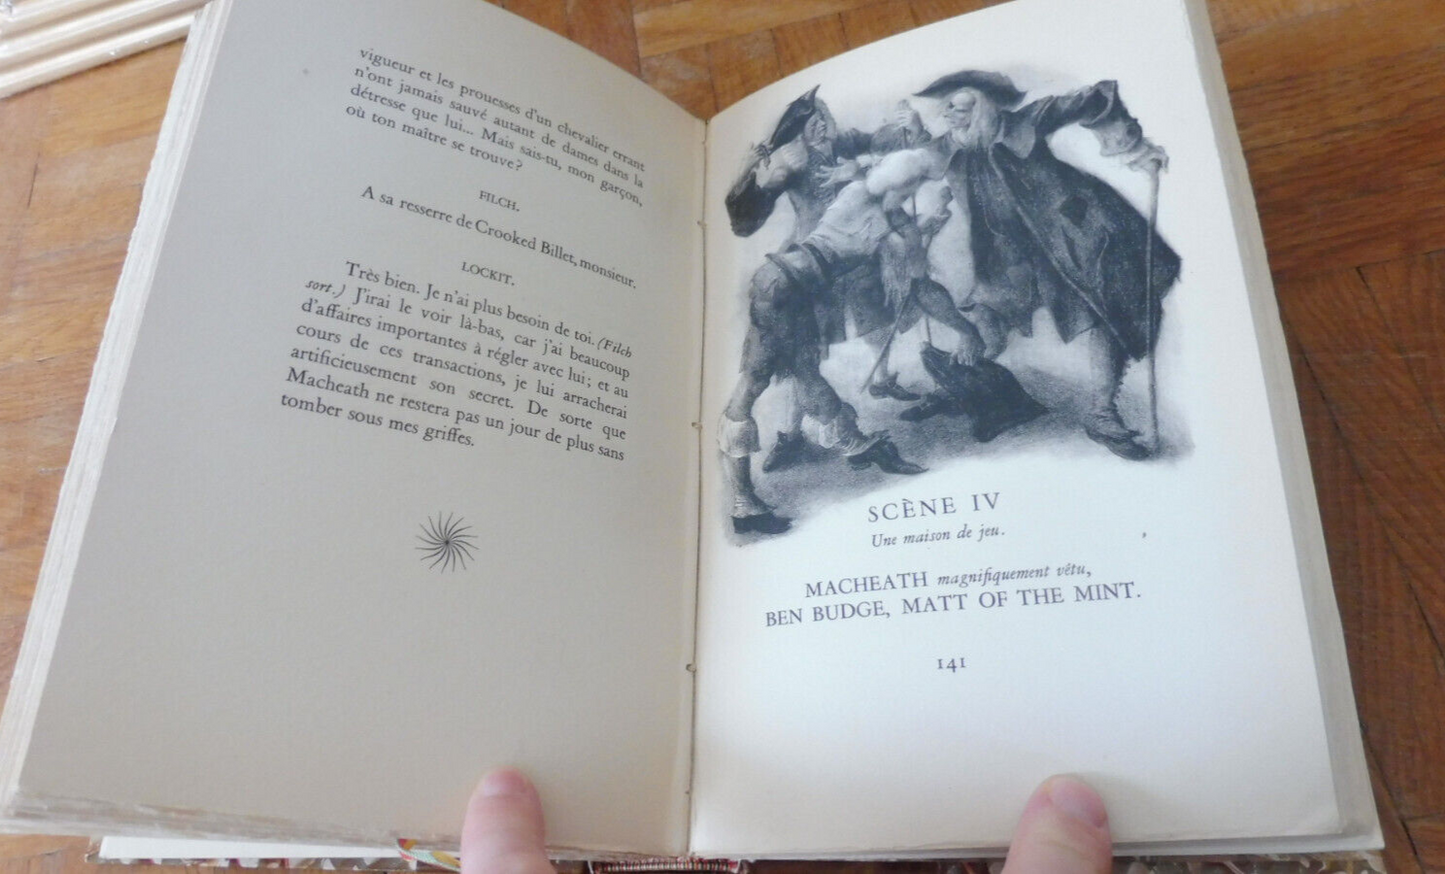 vigueur et les prouesses d'un chevalier errant
n'ont jamais sauvé autant de dames dans la
détresse que lui... Mais sais-tu, mon garçon,
où ton maître se trouve?
FILCH.
A sa resserre de Crooked Billet, monsieur.
LOCKIT.
Très bien. Je n'ai plus besoin de toi. (Filch
sort.) J'irai le voir là-bas, car j'ai beaucoup
d'affaires importantes à régler avec lui; et au
cours de ces transactions, je lui arracherai
artificieusement son secret. De sorte que
Macheath ne restera pas un jour de plus sans
tomber sous mes griffes.
SCÈNE IV
Une maison de jeu.
MACHEATH magnifiquement vêtu,
BEN BUDGE, MATT OF THE MINT.
141